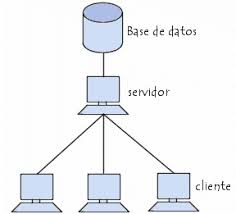 Base de datos
servidor
cliente